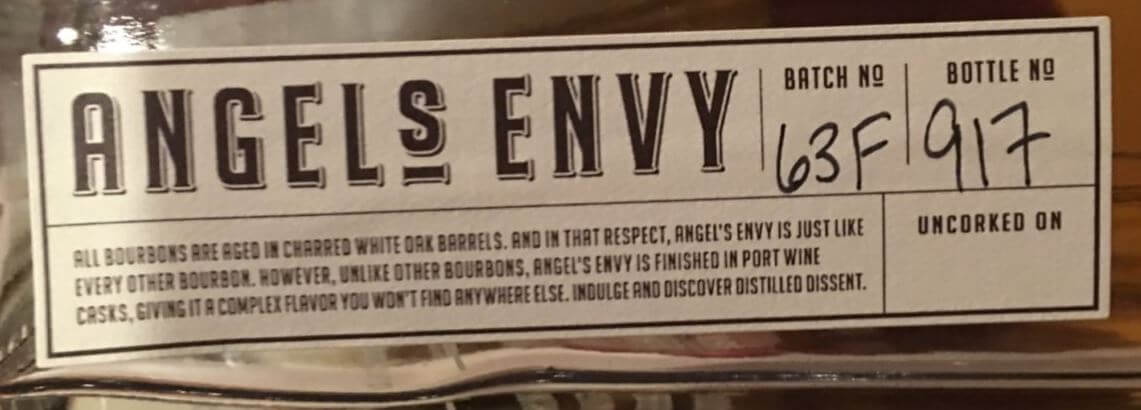 ANGELS ENVY
BATCH NO
63F
BOTTLE NO
917
ALL BOURBONS ARE AGED IN CHARRED WHITE OAK BARRELS. AND IN THAT RESPECT, ANGEL'S ENVY IS JUST LIKE
EVERY OTHER BOURBON. HOWEVER, UNLIKE OTHER BOURBONS, ANGEL'S ENVY IS FINISHED IN PORT WINE
CASKS, GIVING IT A COMPLEX FLAVOR YOU WON'T FIND ANYWHERE ELSE. INDULGE AND DISCOVER DISTILLED DISSENT.
UNCORKED ON